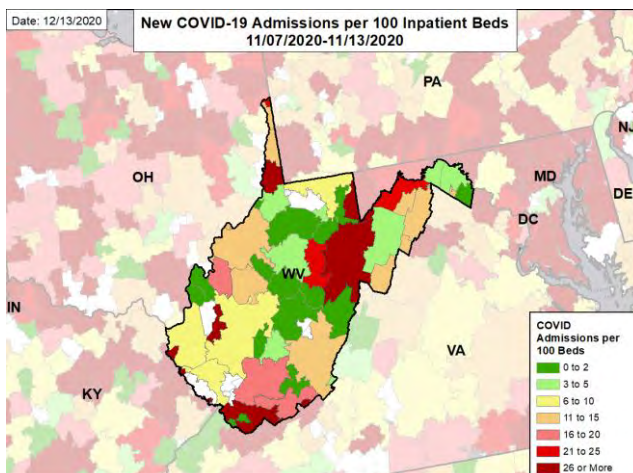 Date: 12/13/2020
New COVID-19 Admissions per 100 Inpatient Beds
11/07/2020-11/13/2020
PA
NJ
OH
MD
DE
DC
WV
IN
VA
KY
COVID
Admissions per
100 Beds
0 to 2
3 to 5
6 to 10
11 to 15
16 to 20
21 to 25
26 or More